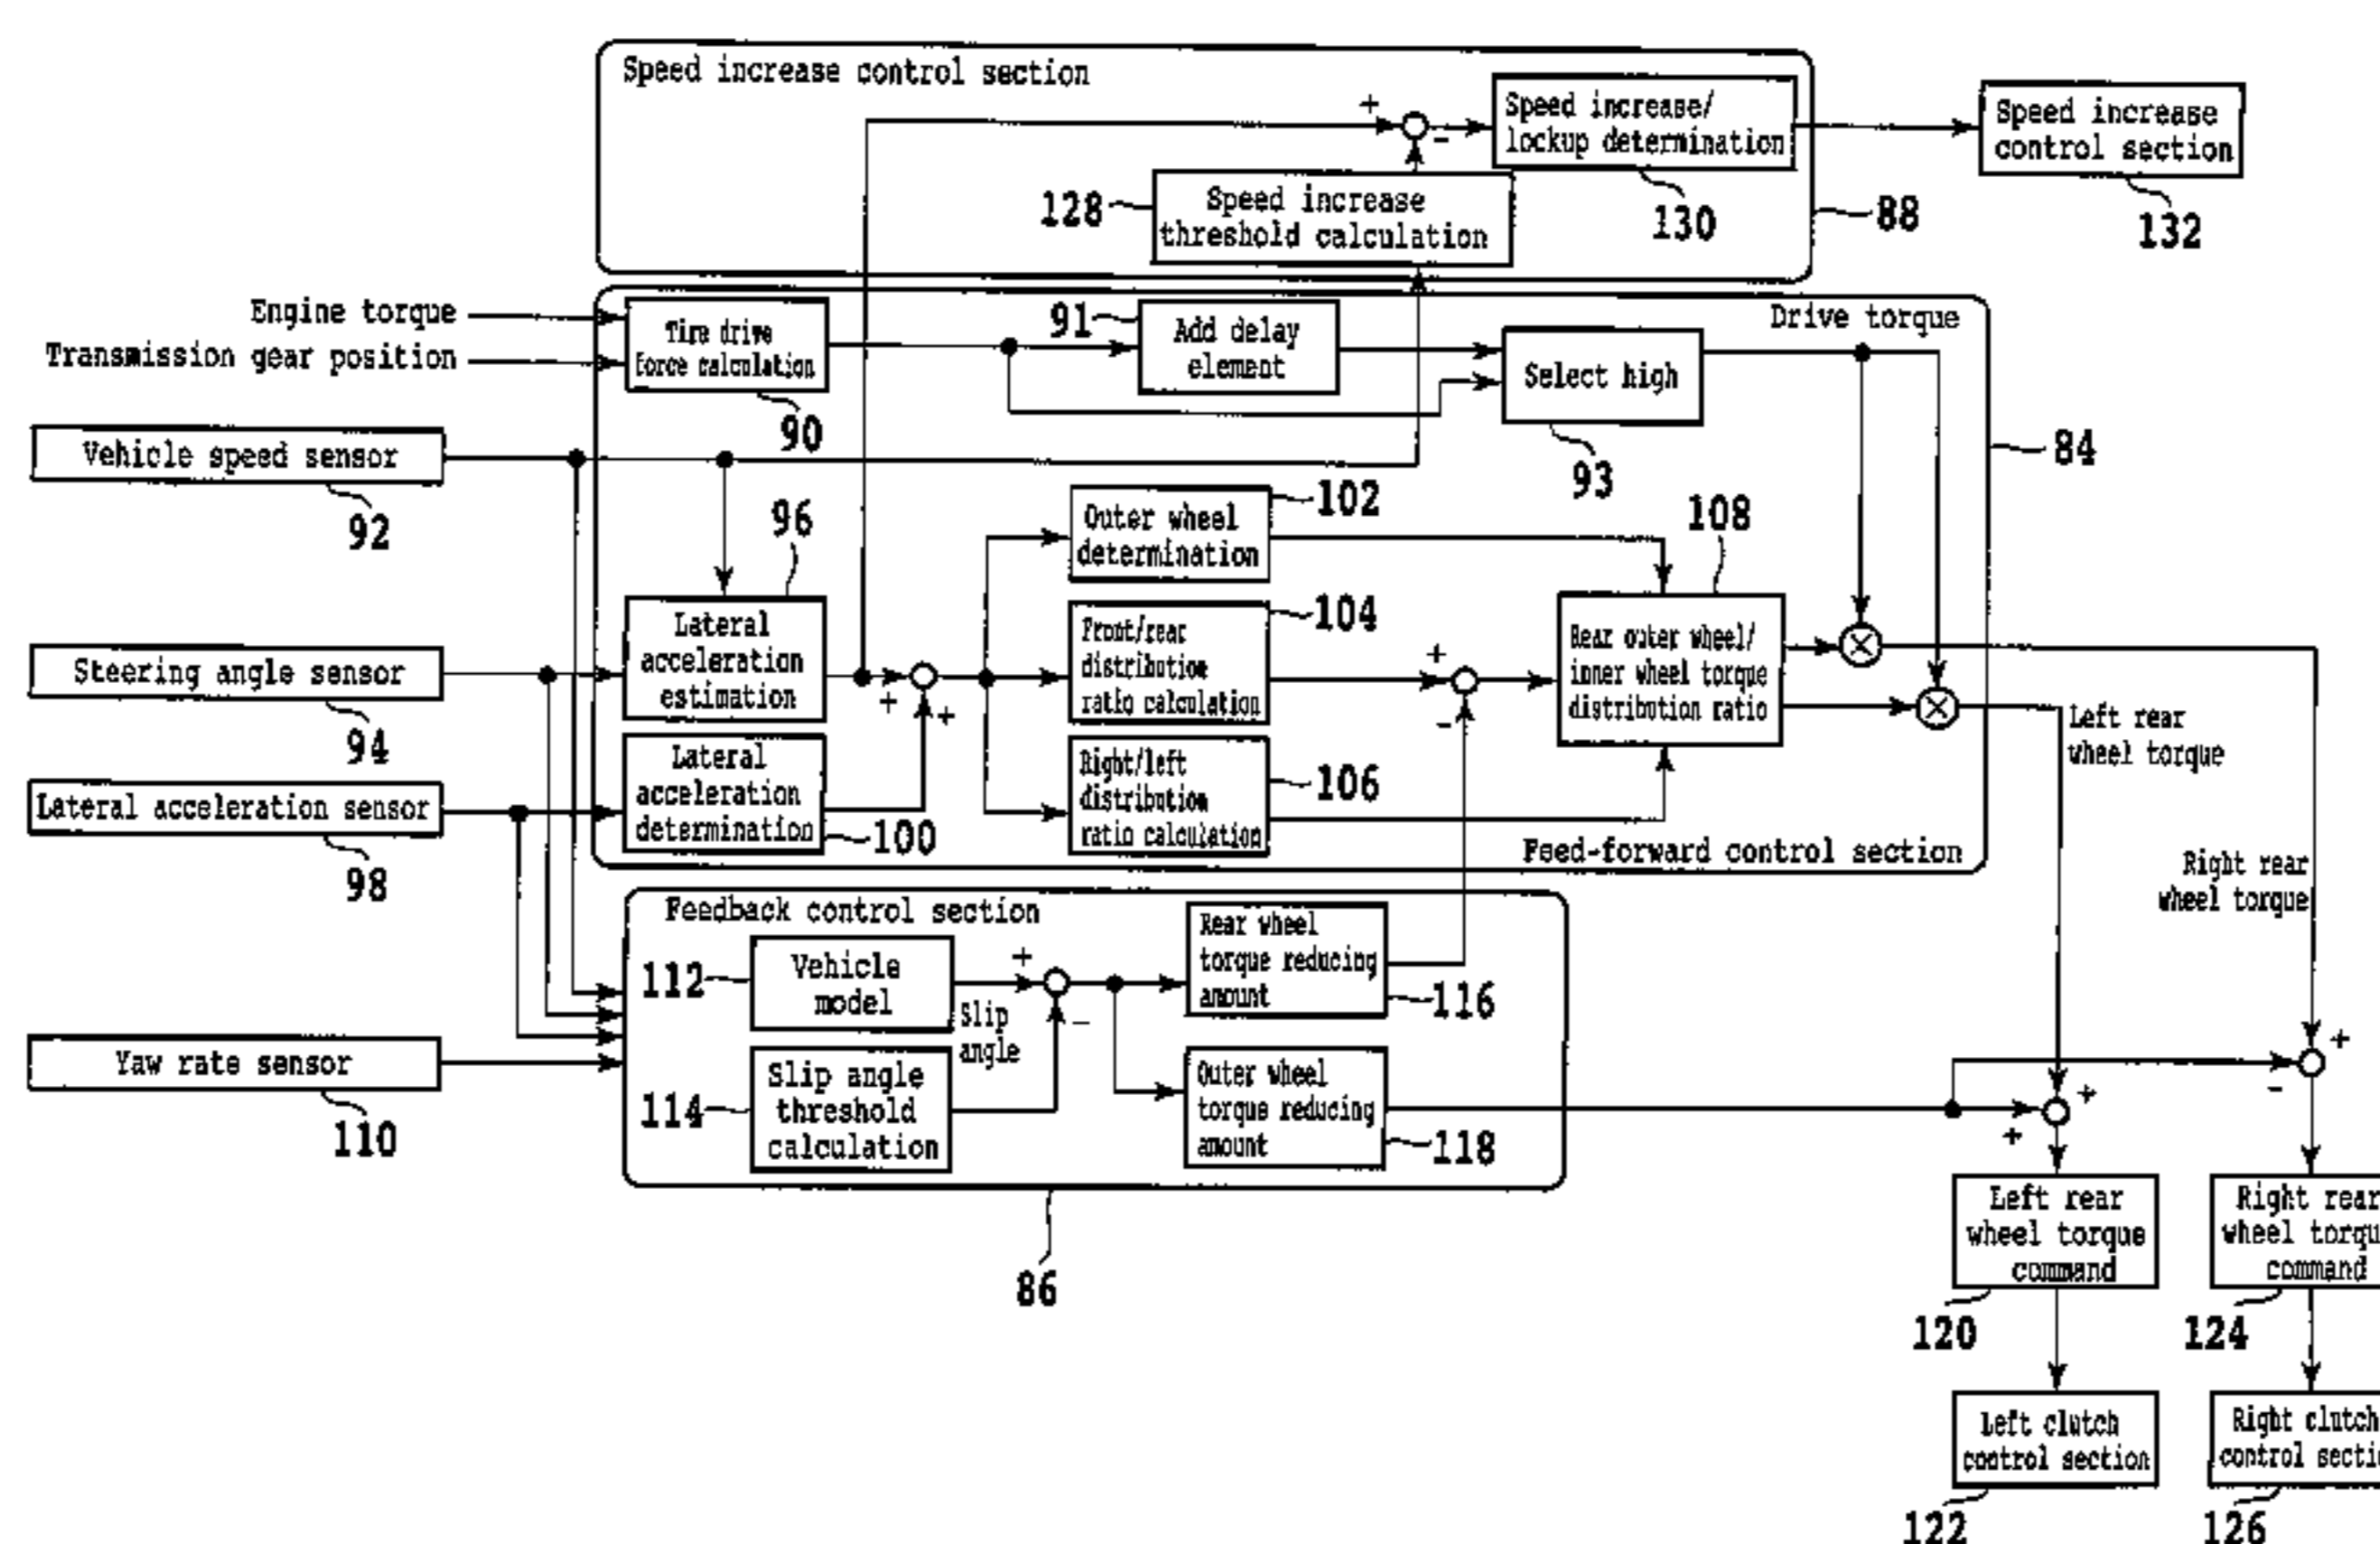 Speed increase control section
+
-
Speed increase/
lockup determination
130
Speed increase
control section
132
128
Speed increase
threshold calculation
88
Engine torque
Transmission gear position
Tire drive
force calculation
90
91
Add delay
element
Select high
93
Drive torque
84
Vehicle speed sensor
92
96
Lateral
acceleration
estimation
102
Outer wheel
determination
104
Front/rear
distribution
ratio calculation
108
Rear outer wheel/
inner wheel torque
distribution ratio
+
-
Steering angle sensor
94
+
+
Lateral acceleration sensor
98
Lateral
acceleration
determination
100
Right/left
distribution
ratio calculation
106
Feed-forward control section
Left rear
wheel torque
Right rear
wheel torque
Feedback control section
112
Vehicle
model
+
-
Slip
angle
Rear wheel
torque reducing
amount
116
Yaw rate sensor
110
114
Slip angle
threshold
calculation
Outer wheel
torque reducing
amount
118
86
+
+
+
-
Left rear
wheel torque
command
120
Right rear
wheel torqu
command
124
Left clutch
control section
122
Right clutch
control secti
126